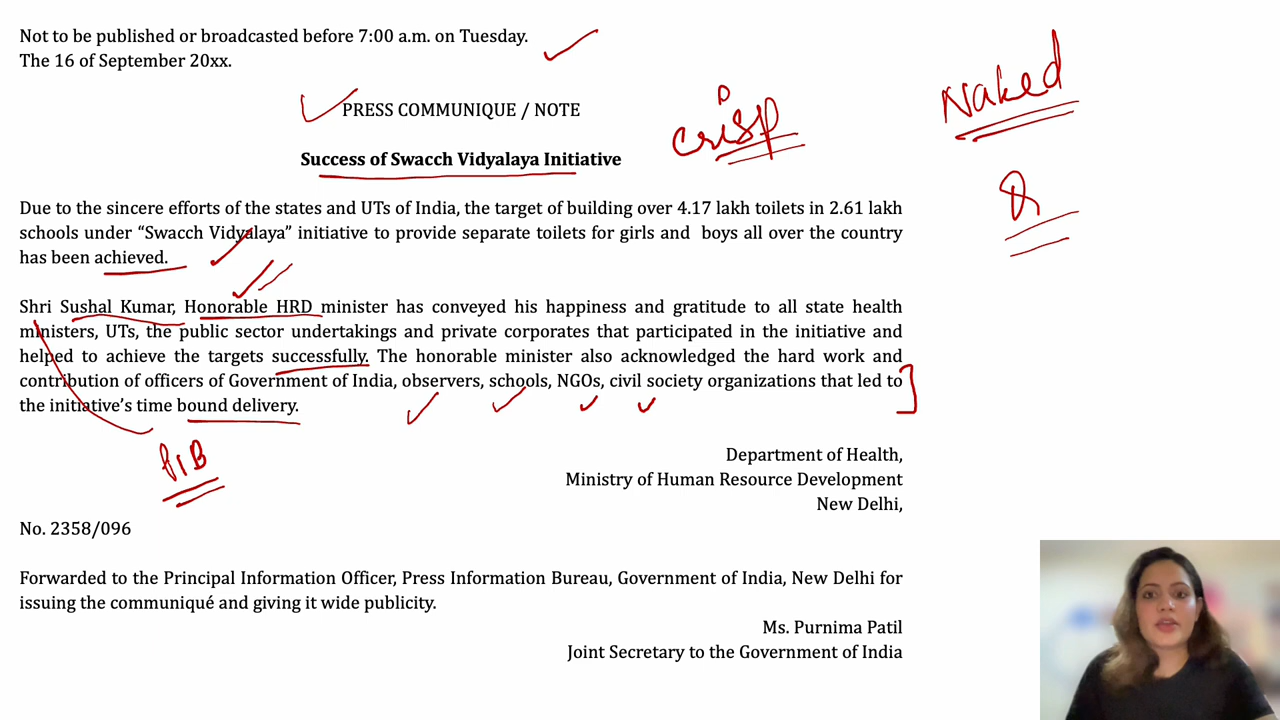 Not to be published or broadcasted before 7:00 a.m. on Tuesday.
The 16 of September 20xx.
PRESS COMMUNIQUE / NOTE
Naked
crisp
Success of Swacch Vidyalaya Initiative
Due to the sincere efforts of the states and UTs of India, the target of building over 4.17 lakh toilets in 2.61 lakh
schools under “Swacch Vidyalaya” initiative to provide separate toilets for girls and boys all over the country
has been achieved.
Shri Sushal Kumar, Honorable HRD minister has conveyed his happiness and gratitude to all state health
ministers, UTs, the public sector undertakings and private corporates that participated in the initiative and
helped to achieve the targets successfully. The honorable minister also acknowledged the hard work and
contribution of officers of Government of India, observers, schools, NGOs, civil society organizations that led to
the initiative’s time bound delivery.
PIB
Department of Health,
Ministry of Human Resource Development
New Delhi,
No. 2358/096
Forwarded to the Principal Information Officer, Press Information Bureau, Government of India, New Delhi for
issuing the communiqué and giving it wide publicity.
Ms. Purnima Patil
Joint Secretary to the Government of India